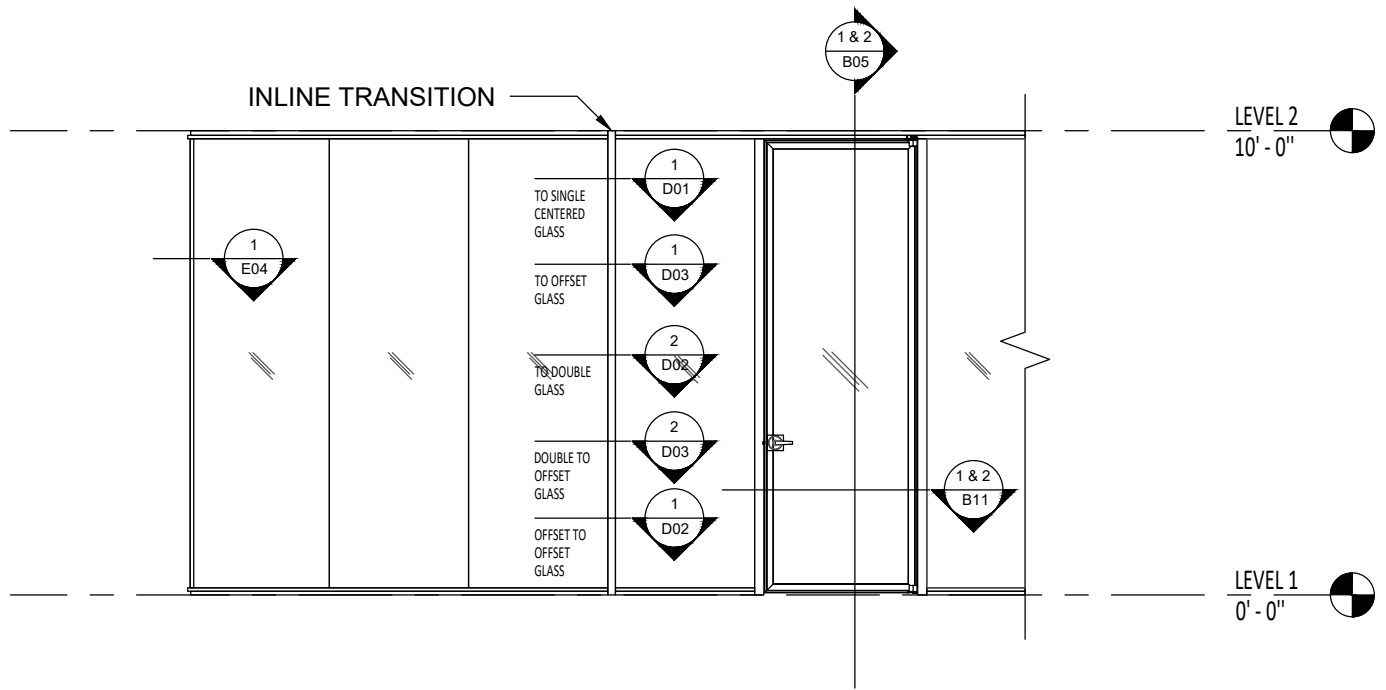 1 & 2
B05
INLINE TRANSITION
LEVEL 2
10' - 0"
1
D01
TO SINGLE
CENTERED
GLASS
1
E04
1
D03
TO OFFSET
GLASS
2
D02
TO DOUBLE
GLASS
2
D03
DOUBLE TO
OFFSET
GLASS
1 & 2
B11
1
D02
OFFSET TO
OFFSET
GLASS
LEVEL 1
0' - 0"